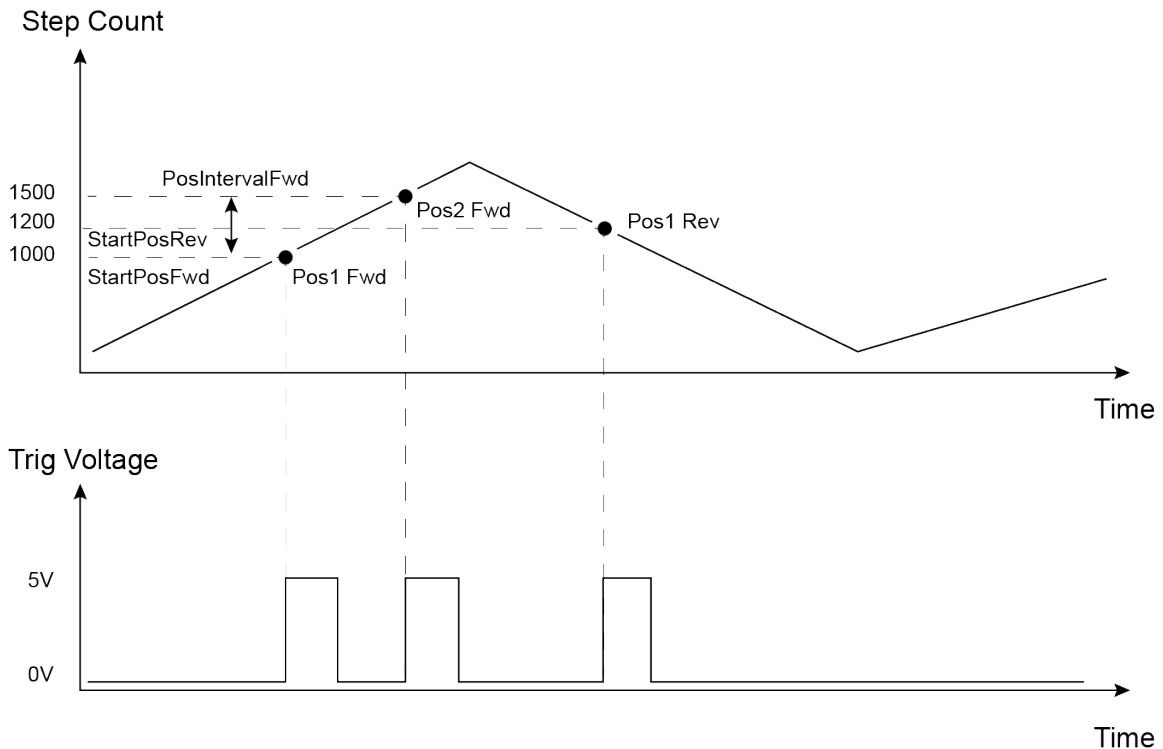 Step Count
PosIntervalFwd
1500
Pos2 Fwd
1200
Pos1 Rev
StartPosRev
1000
StartPosFwd
Pos1 Fwd
Time
Trig Voltage
5V
0V
Time